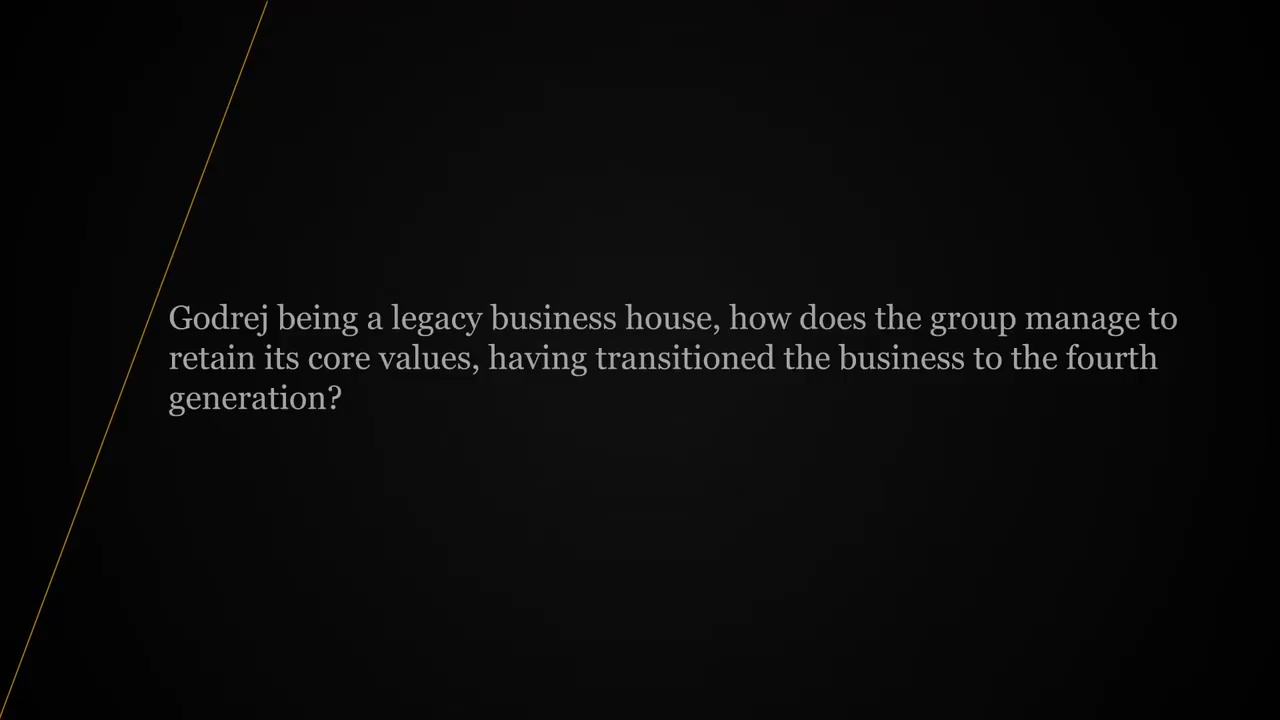 Godrej being a legacy business house, how does the group manage to
retain its core values, having transitioned the business to the fourth
generation?